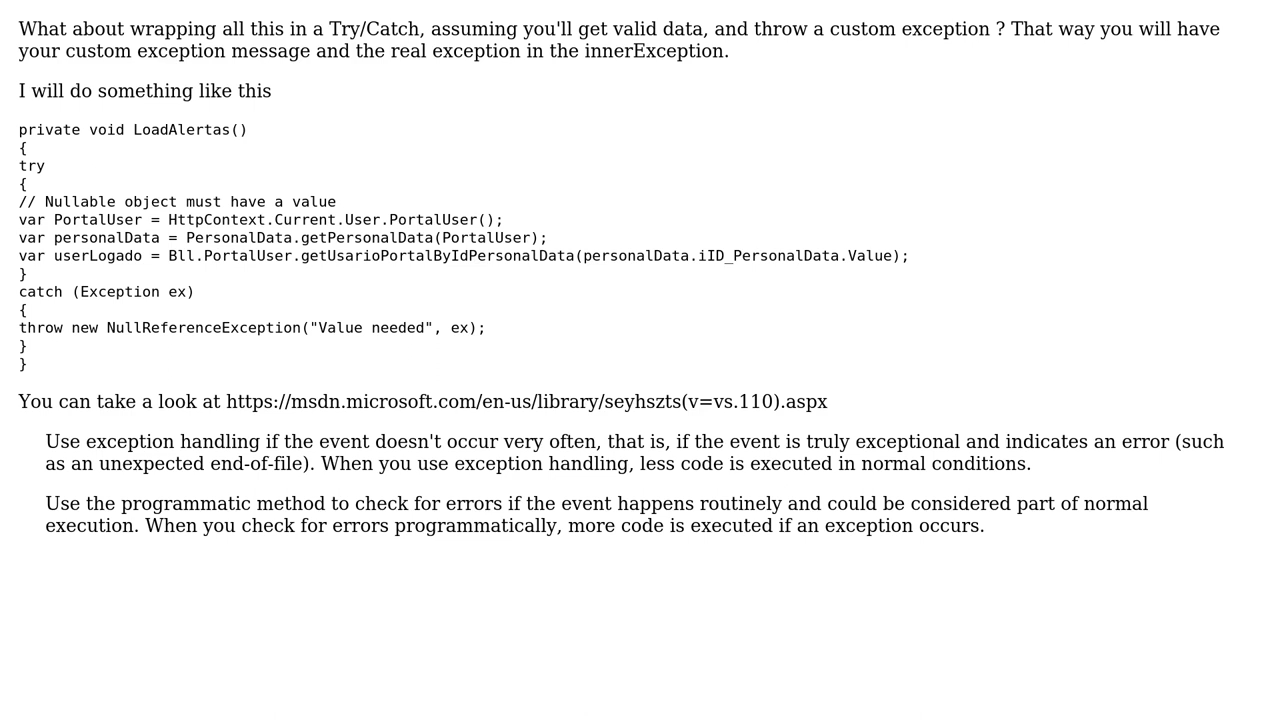 What about wrapping all this in a Try/Catch, assuming you'll get valid data, and throw a custom exception ? That way you will have
your custom exception message and the real exception in the innerException.
I will do something like this
private void LoadAlertas()
{
try
{
// Nullable object must have a value
var PortalUser = HttpContext.Current.User.PortalUser();
var personalData = PersonalData.getPersonalData(PortalUser);
var userLogado = Bll.PortalUser.getUsarioPortalByIdPersonalData(personalData.iID_PersonalData.Value);
}
catch (Exception ex)
{
throw new NullReferenceException("Value needed", ex);
}
}
You can take a look at https://msdn.microsoft.com/en-us/library/seyhszts(v=vs.110).aspx
Use exception handling if the event doesn't occur very often, that is, if the event is truly exceptional and indicates an error (such
as an unexpected end-of-file). When you use exception handling, less code is executed in normal conditions.
Use the programmatic method to check for errors if the event happens routinely and could be considered part of normal
execution. When you check for errors programmatically, more code is executed if an exception occurs.